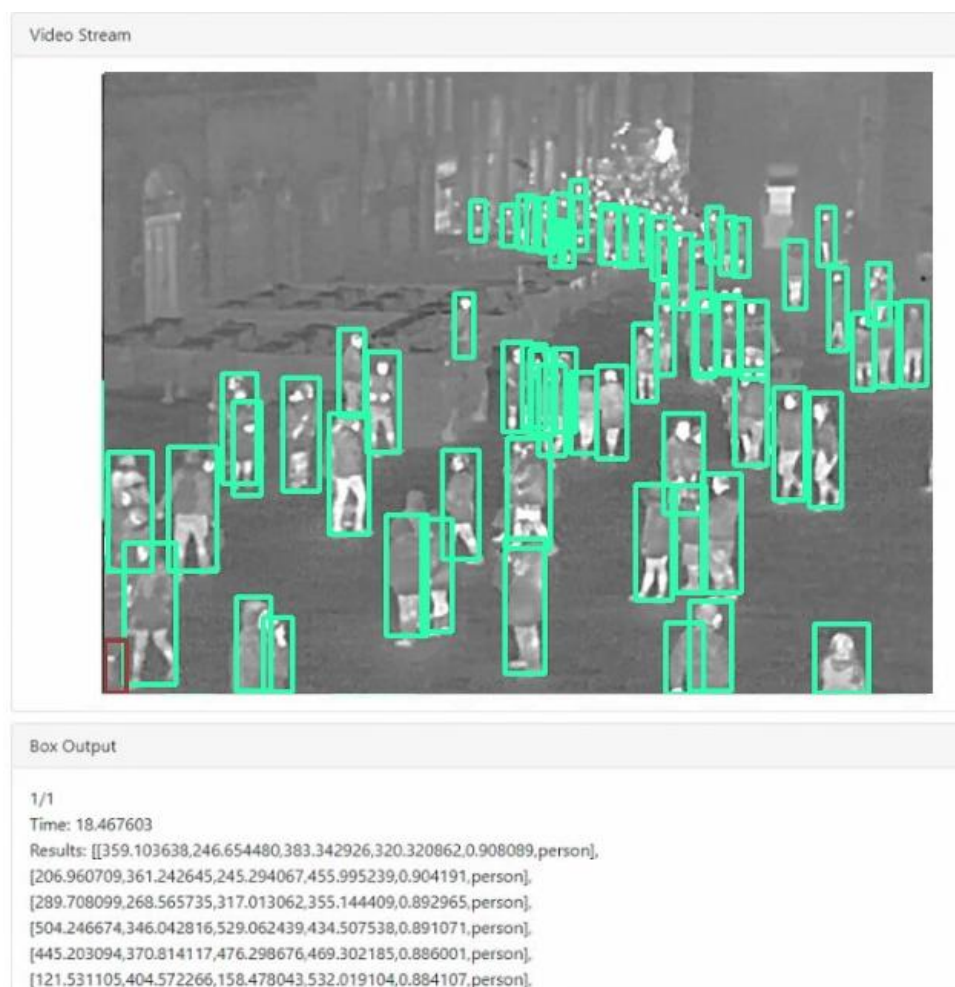 Video Stream
Box Output
1/1
Time: 18.467603
Results: [[359.103638,246.654480,383.342926,320.320862,0.908089,person],
[206.960709,361.242645,245.294067,455.995239,0.904191,person],
[289.708099,268.565735,317.013062,355.144409,0.892965,person],
[504.246674,346.042816,529.062439,434.507538,0.891071,person],
[445.203094,370.814117,476.298676,469.302185,0.886001,person],
[121.531105,404.572266,158.478043,532.019104,0.884107,person],